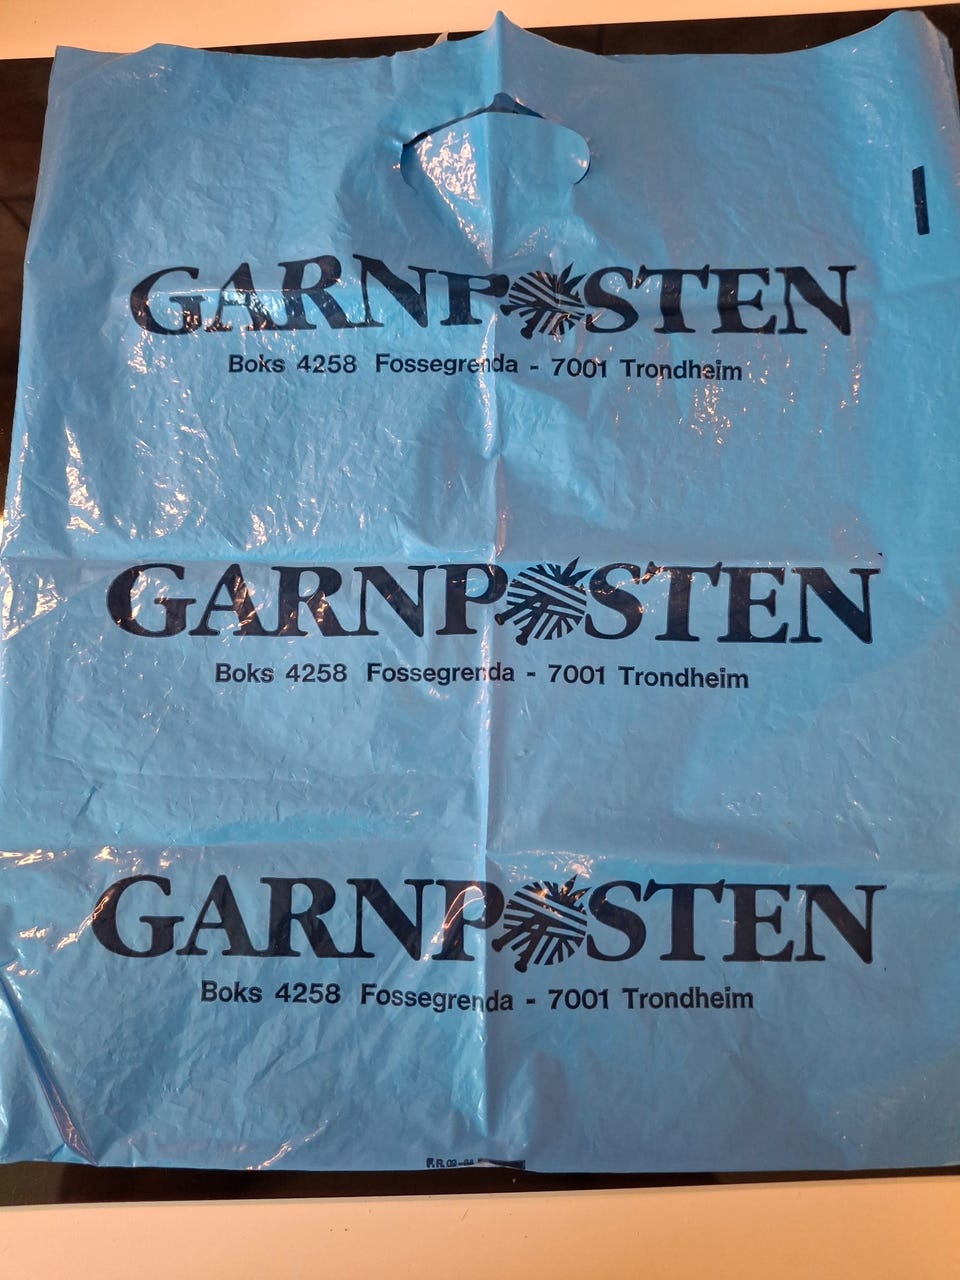 GARNPOSTEN
Boks 4258 Fossegrenda - 7001 Trondheim
GARNPOSTEN
Boks 4258 Fossegrenda - 7001 Trondheim
GARNPOSTEN
Boks 4258 Fossegrenda - 7001 Trondheim